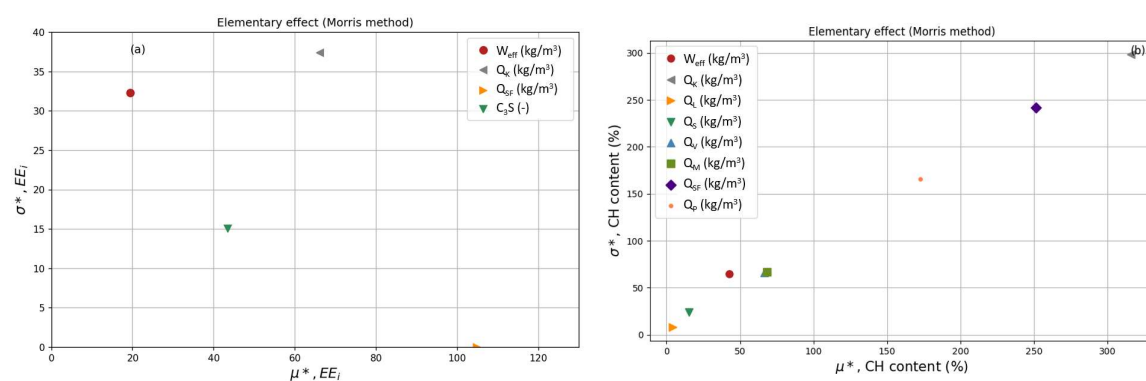 Elementary effect (Morris method)
(a)
W_eff (kg/m³)
Q_K (kg/m³)
Q_SF (kg/m³)
C₃S (-)
40
35
30
25
20
15
10
5
0
0 20 40 60 80 100 120
σ*, EE_i
μ*, EE_i
Elementary effect (Morris method)
(b)
W_eff (kg/m³)
Q_K (kg/m³)
Q_L (kg/m³)
Q_S (kg/m³)
Q_V (kg/m³)
Q_M (kg/m³)
Q_SF (kg/m³)
Q_P (kg/m³)
300
250
200
150
100
50
0
0 50 100 150 200 250 300
σ*, CH content (%)
μ*, CH content (%)